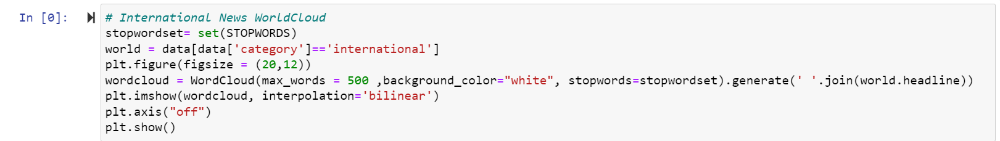 In [0]: # International News WorldCloud
stopwordset= set(STOPWORDS)
world = data[data['category']=='international']
plt.figure(figsize = (20,12))
wordcloud = WordCloud(max_words = 500 ,background_color="white", stopwords=stopwordset).generate(' '.join(world.headline))
plt.imshow(wordcloud, interpolation='bilinear')
plt.axis("off")
plt.show()